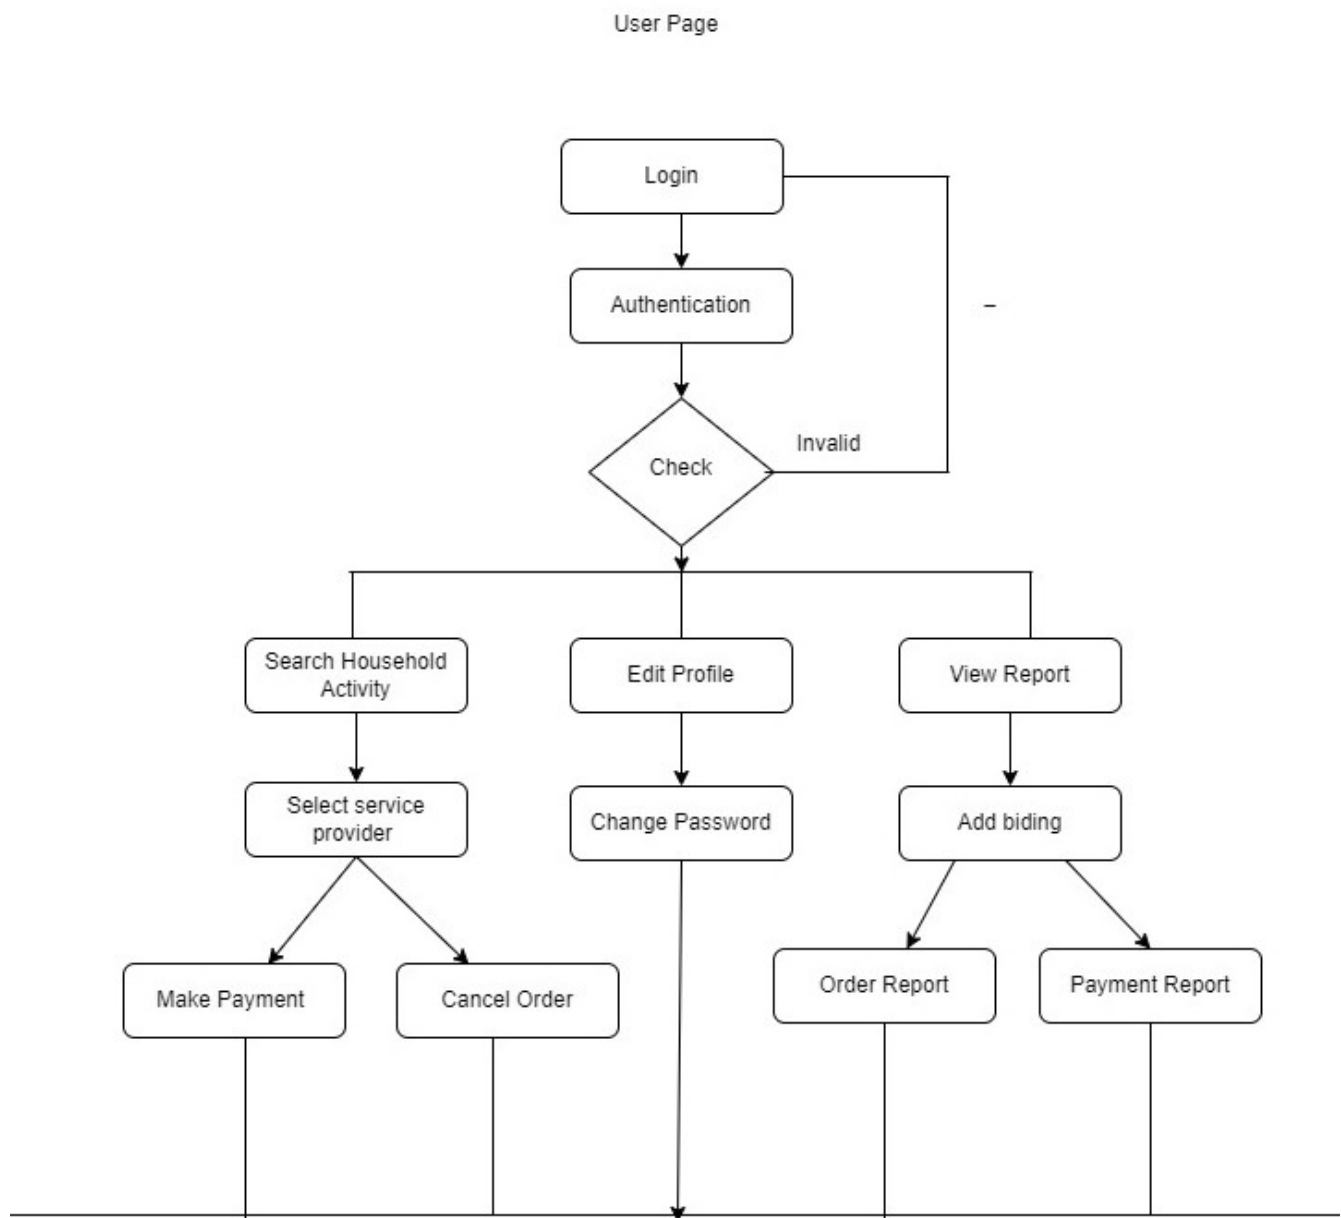 User Page
Login
Authentication
–
Invalid
Check
Search Household
Activity
Edit Profile
View Report
Select service
provider
Change Password
Add biding
Make Payment
Cancel Order
Order Report
Payment Report